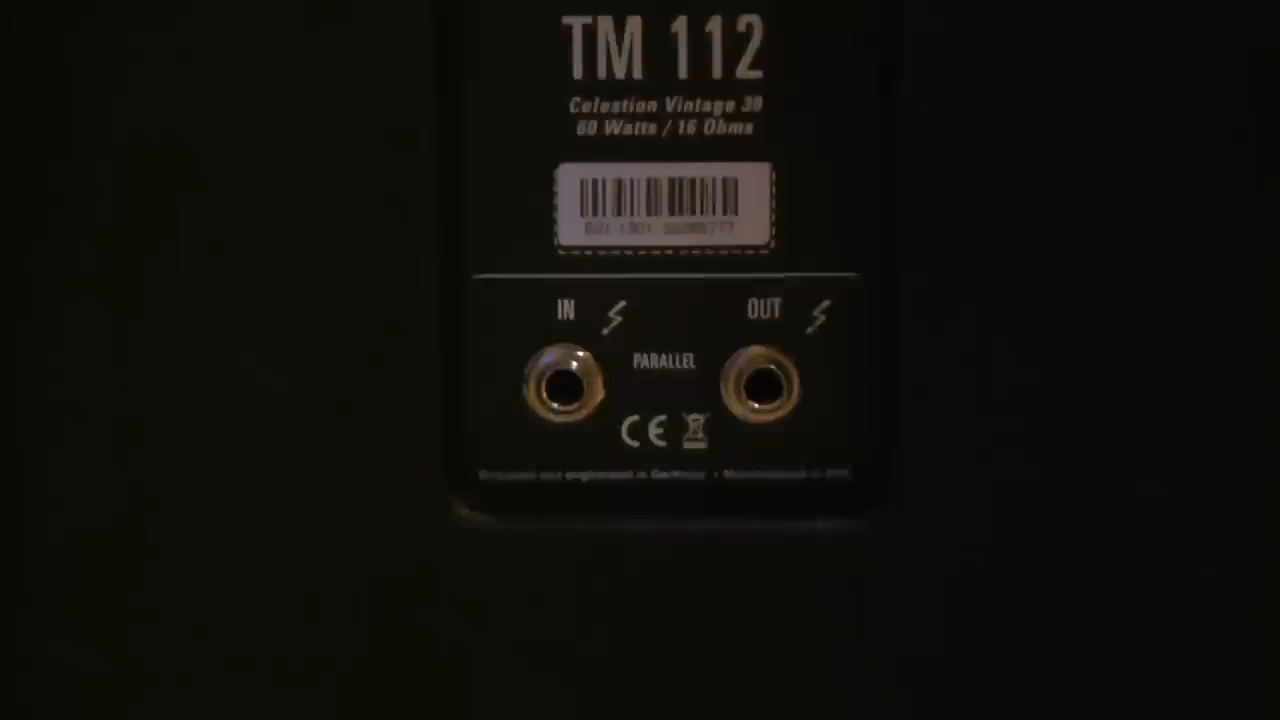 TM 112
Celestion Vintage 30
60 Watts / 16 Ohms
IN
OUT
PARALLEL
CE